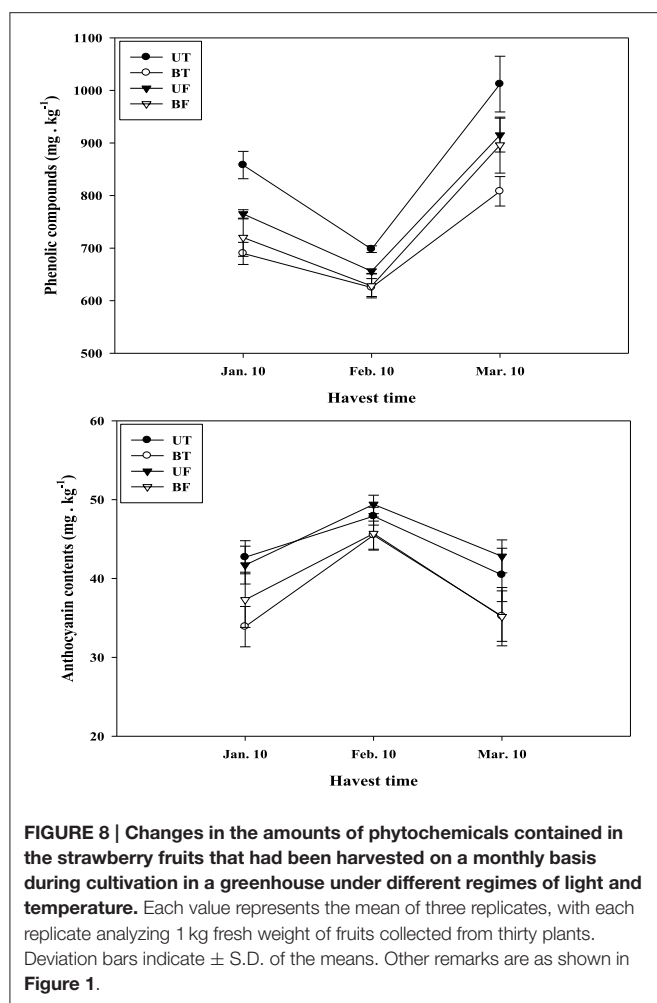 1100
UT
BT
UF
BF
1000
900
800
700
600
500
Phenolic compounds (mg . kg-1)
Jan. 10 Feb. 10 Mar. 10
Havest time
60
UT
BT
UF
BF
50
40
30
20
Anthocyanin contents (mg . kg-1)
Jan. 10 Feb. 10 Mar. 10
Havest time
FIGURE 8 | Changes in the amounts of phytochemicals contained in
the strawberry fruits that had been harvested on a monthly basis
during cultivation in a greenhouse under different regimes of light and
temperature. Each value represents the mean of three replicates, with each
replicate analyzing 1 kg fresh weight of fruits collected from thirty plants.
Deviation bars indicate ± S.D. of the means. Other remarks are as shown in
Figure 1.